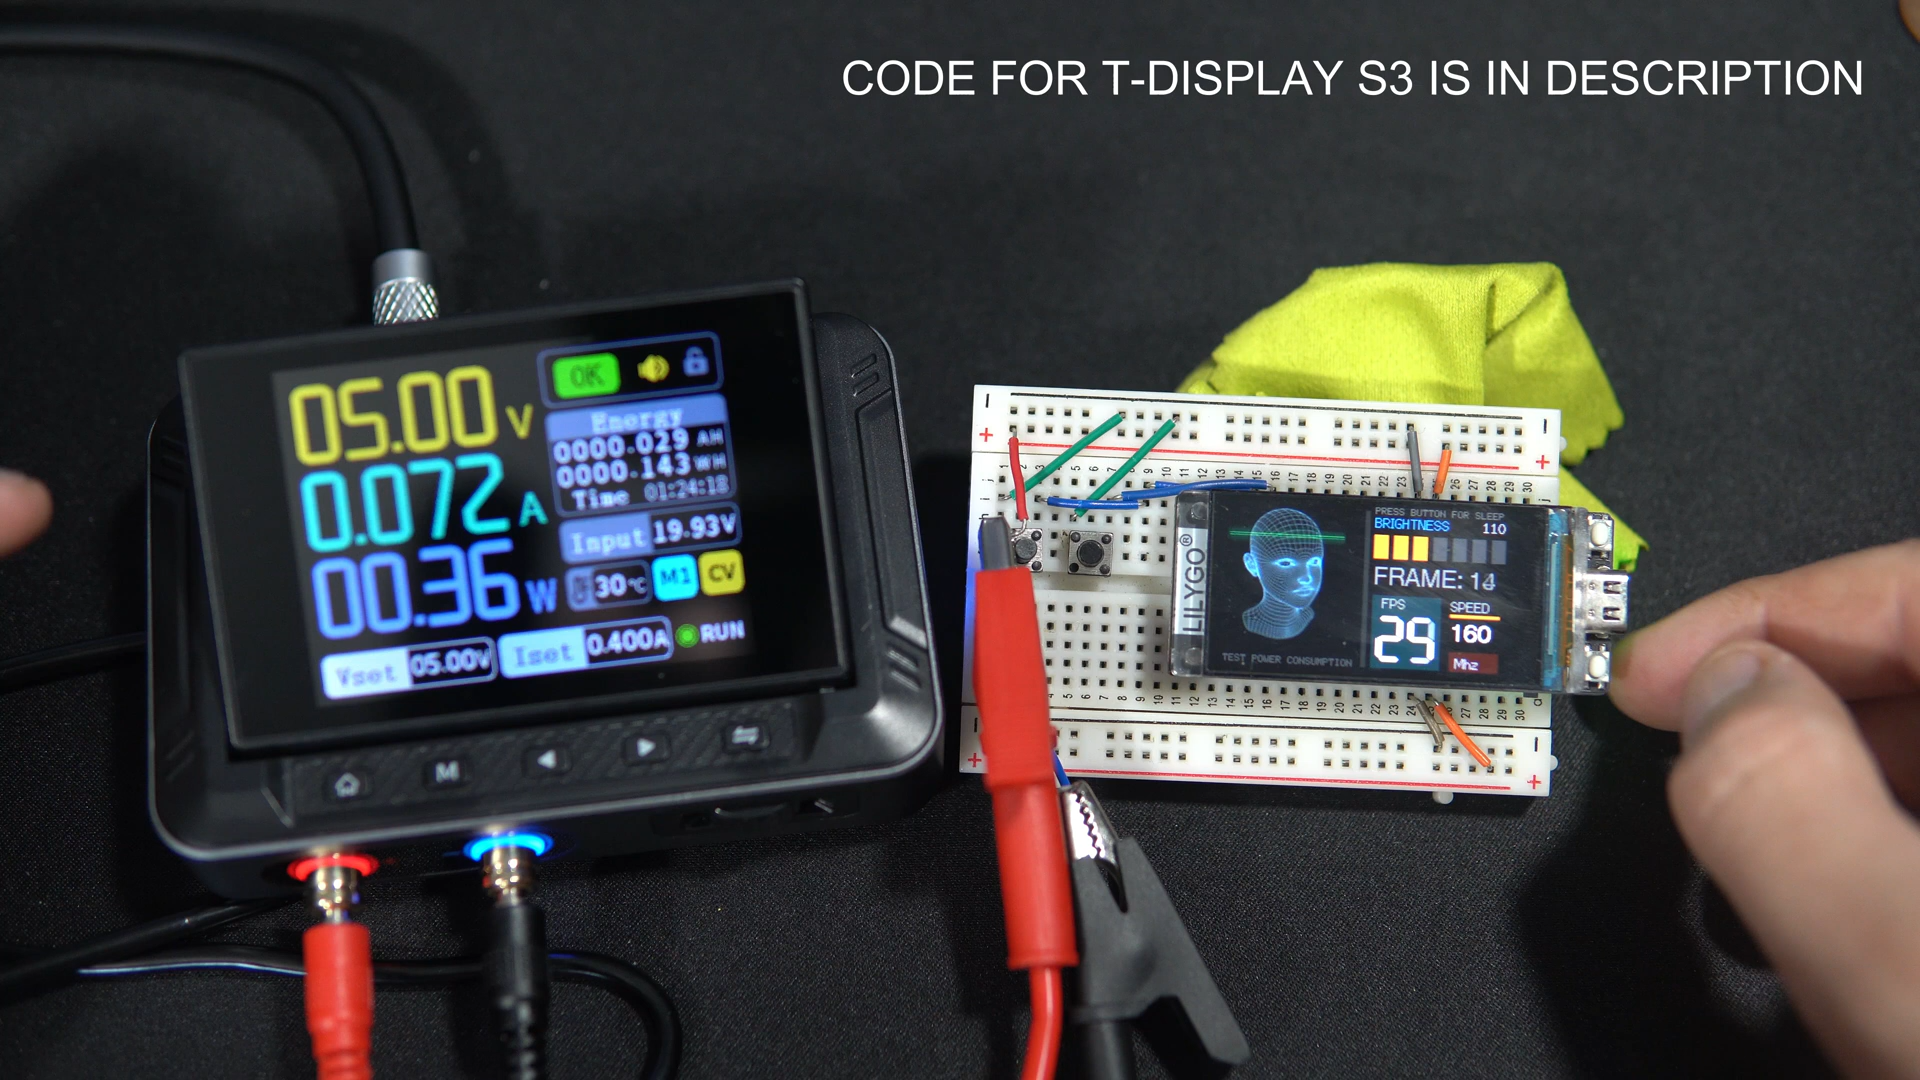 CODE FOR T-DISPLAY S3 IS IN DESCRIPTION
05.00 V
0.072 A
00.36 W
OK
Energy
0000.029 AH
0000.143 WH
Time 01:24:18
Input 19.93V
30°C M1 CV
Vset 05.00V
Iset 0.400A
RUN
M
LILYGO®
PRESS BUTTON FOR SLEEP
BRIGHTNESS 110
FRAME: 14
FPS
29
SPEED
160
Mhz
TEST POWER CONSUMPTION